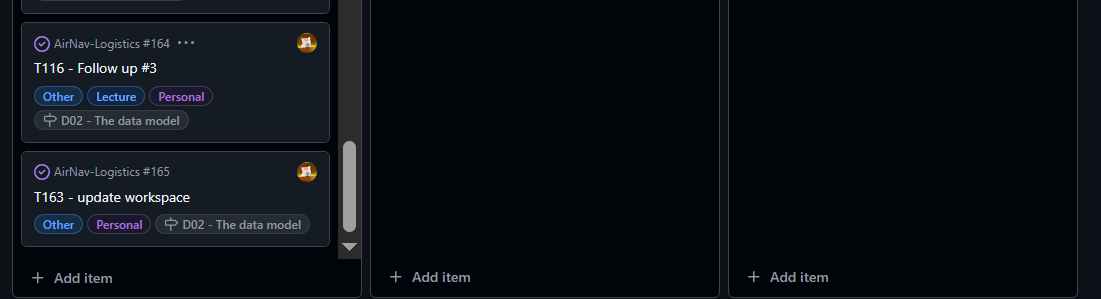 AirNav-Logistics #164 ...
T116 - Follow up #3
Other Lecture Personal
D02 - The data model
AirNav-Logistics #165
T163 - update workspace
Other Personal D02 - The data model
+ Add item + Add item + Add item